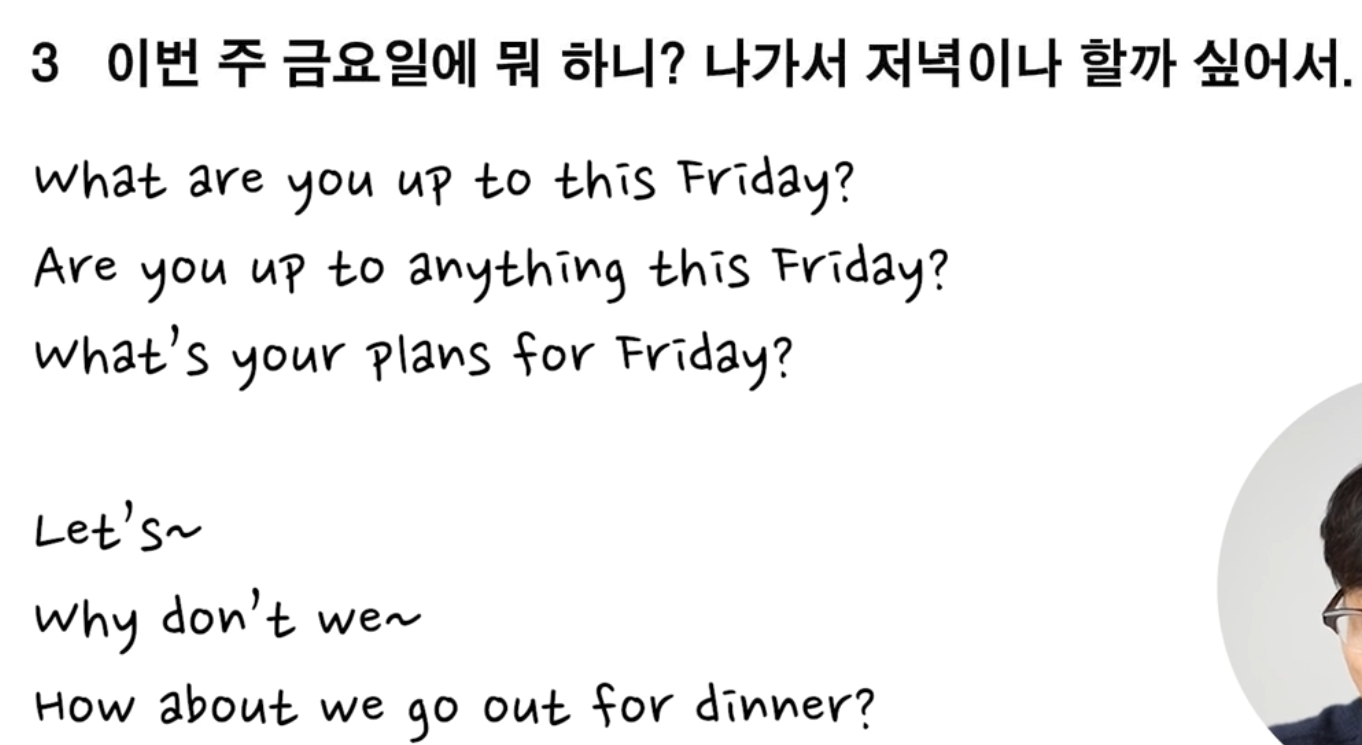 3 이번 주 금요일에 뭐 하니? 나가서 저녁이나 할까 싶어서.
What are you up to this Friday?
Are you up to anything this Friday?
What's your plans for Friday?
Let's~
Why don't we~
How about we go out for dinner?